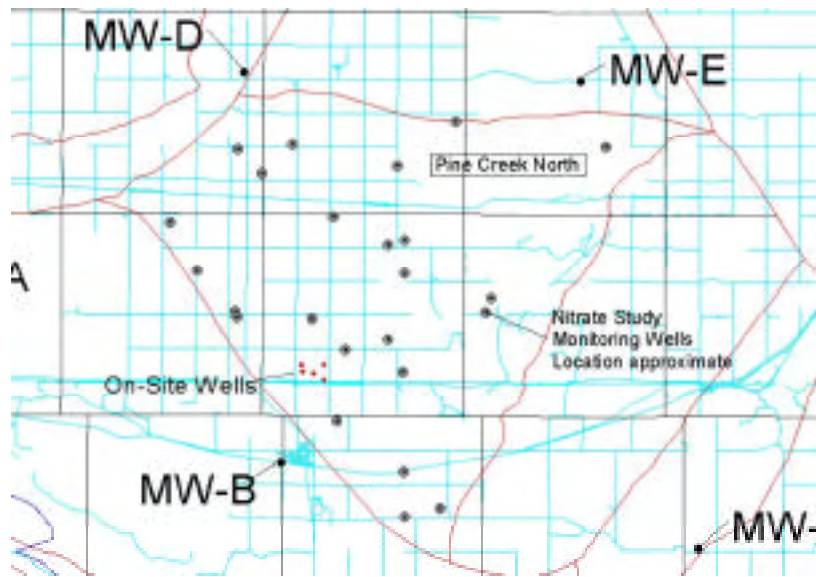 MW-D
MW-E
Pine Creek North
A
Nitrate Study
Monitoring Wells
Location approximate
On-Site Wells
MW-B
MW-